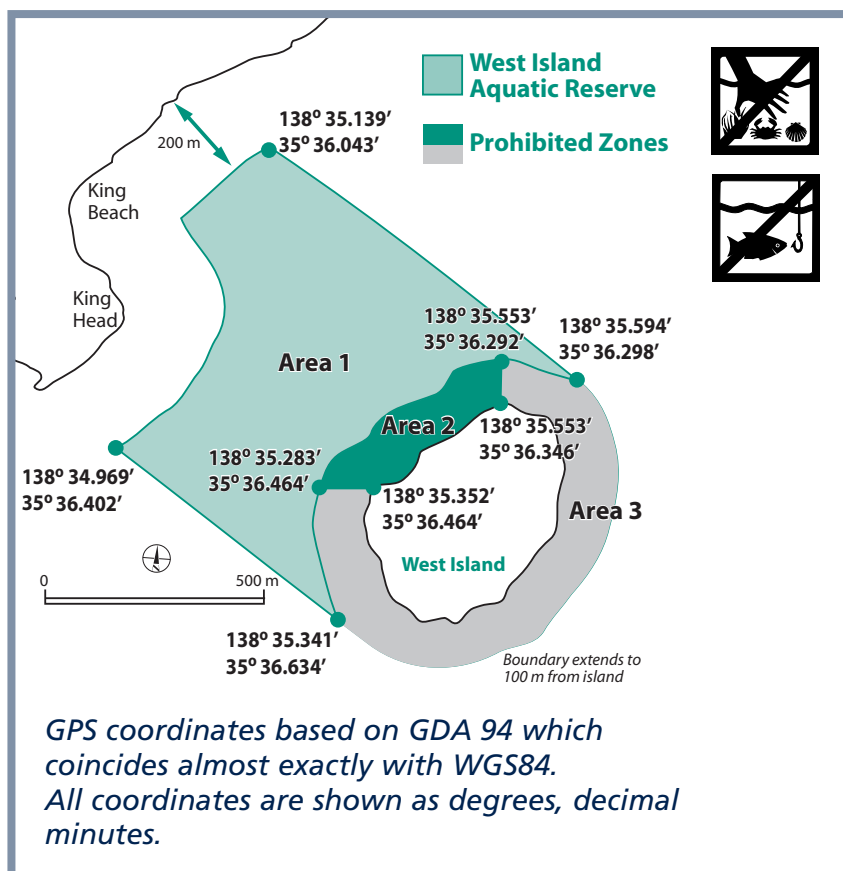 West Island
Aquatic Reserve
Prohibited Zones
138º 35.139’
35º 36.043’
200 m
King
Beach
King
Head
138º 35.553’
35º 36.292’
138º 35.594’
35º 36.298’
Area 1
Area 2
138º 35.553’
35º 36.346’
138º 35.283’
35º 36.464’
138º 34.969’
35º 36.402’
138º 35.352’
35º 36.464’
Area 3
West Island
0 500 m
138º 35.341’
35º 36.634’
Boundary extends to
100 m from island
GPS coordinates based on GDA 94 which
coincides almost exactly with WGS84.
All coordinates are shown as degrees, decimal
minutes.